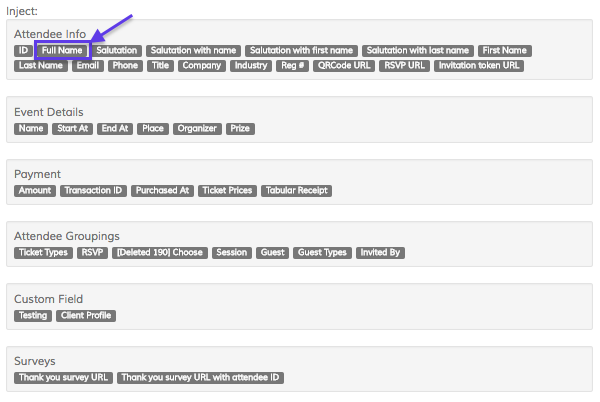 Inject:
Attendee Info
ID Full Name Salutation Salutation with name Salutation with first name Salutation with last name First Name
Last Name Email Phone Title Company Industry Reg # QRCode URL RSVP URL Invitation token URL
Event Details
Name Start At End At Place Organizer Prize
Payment
Amount Transaction ID Purchased At Ticket Prices Tabular Receipt
Attendee Groupings
Ticket Types RSVP [Deleted 190] Choose Session Guest Guest Types Invited By
Custom Field
Testing Client Profile
Surveys
Thank you survey URL Thank you survey URL with attendee ID